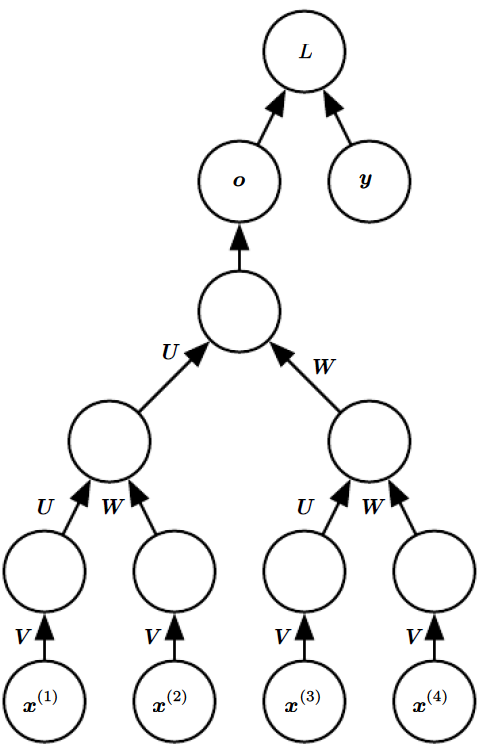 L
o y
U W
U W U W
V V V V
x^(1) x^(2) x^(3) x^(4)